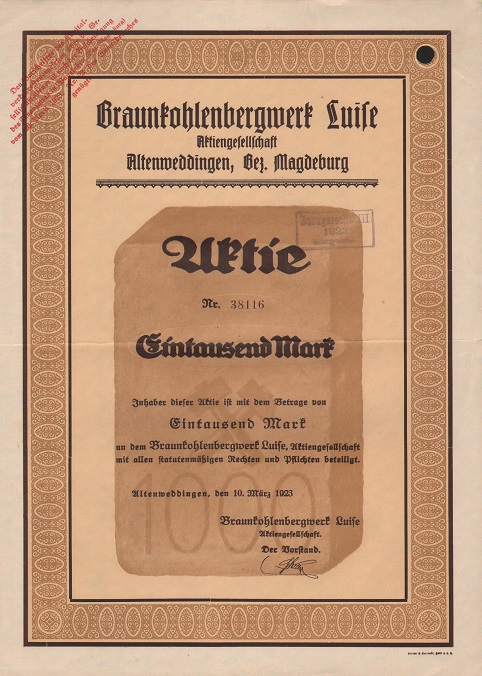 Braunkohlenbergwerk Luise
Aktiengesellschaft
Altenweddingen, Bez. Magdeburg
Aktie
Nr. 38116
Eintausend Mark
Inhaber dieser Aktie ist mit dem Betrage von
Eintausend Mark
an dem Braunkohlenbergwerk Luise, Aktiengesellschaft
mit allen statutenmäßigen Rechten und Pflichten beteiligt.
1000
Altenweddingen, den 10. März 1923
Braunkohlenbergwerk Luise
Aktiengesellschaft.
Der Vorstand.